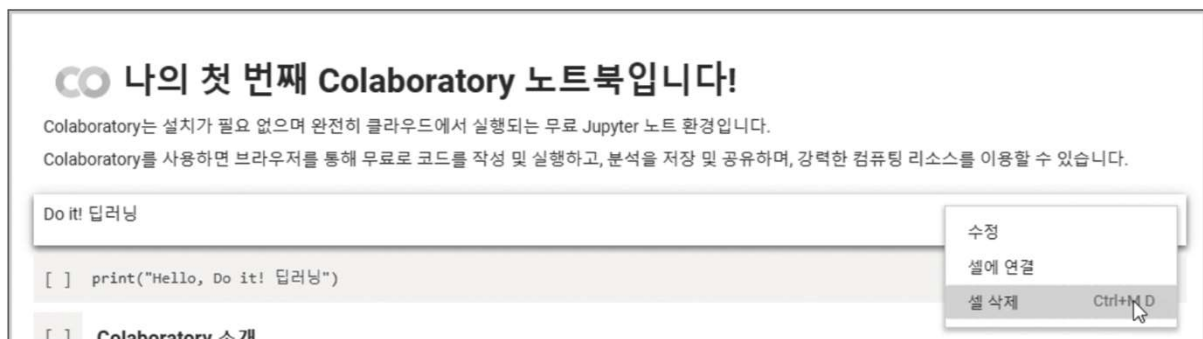 CO 나의 첫 번째 Colaboratory 노트북입니다!
Colaboratory는 설치가 필요 없으며 완전히 클라우드에서 실행되는 무료 Jupyter 노트 환경입니다.
Colaboratory를 사용하면 브라우저를 통해 무료로 코드를 작성 및 실행하고, 분석을 저장 및 공유하며, 강력한 컴퓨팅 리소스를 이용할 수 있습니다.
Do it! 딥러닝
수정
셀에 연결
셀 삭제 Ctrl+M D
[ ] print("Hello, Do it! 딥러닝")
[ ] Colaboratory 소개